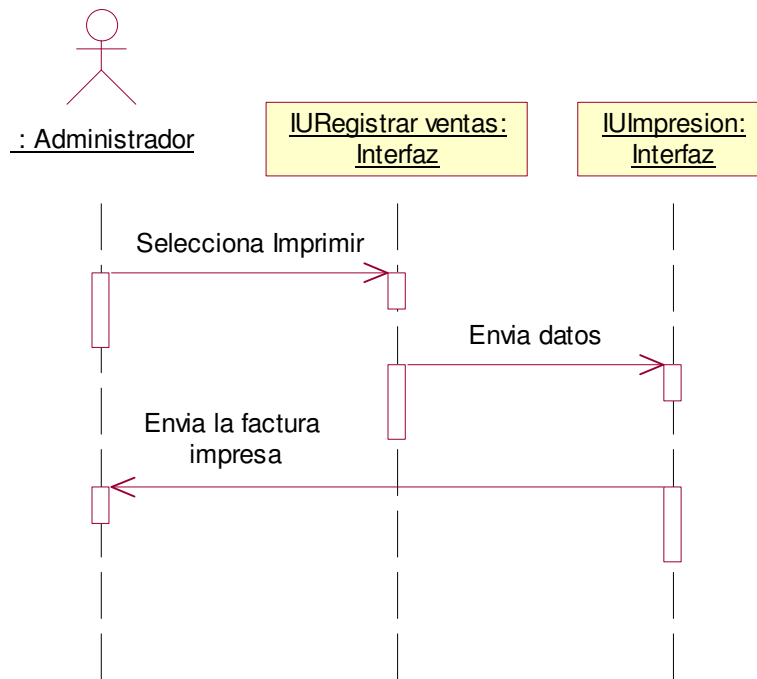 : Administrador
IURegistrar ventas:
Interfaz
IUImpresion:
Interfaz
Selecciona Imprimir
Envia datos
Envia la factura
impresa